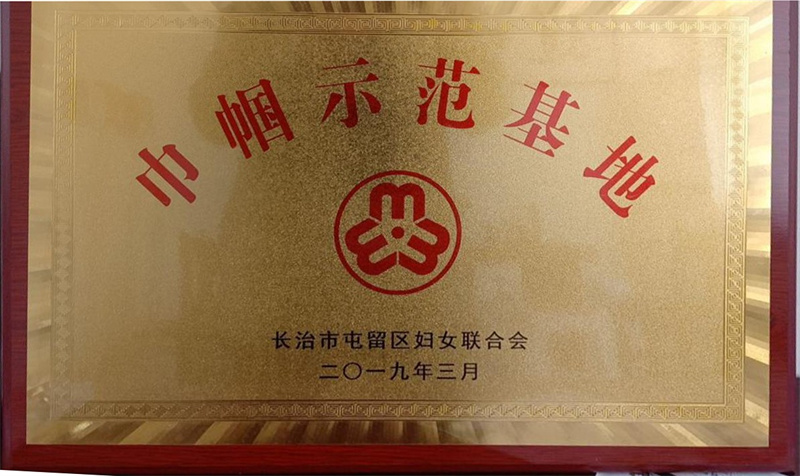 巾帼示范基地
长治市屯留区妇女联合会
二〇一九年三月